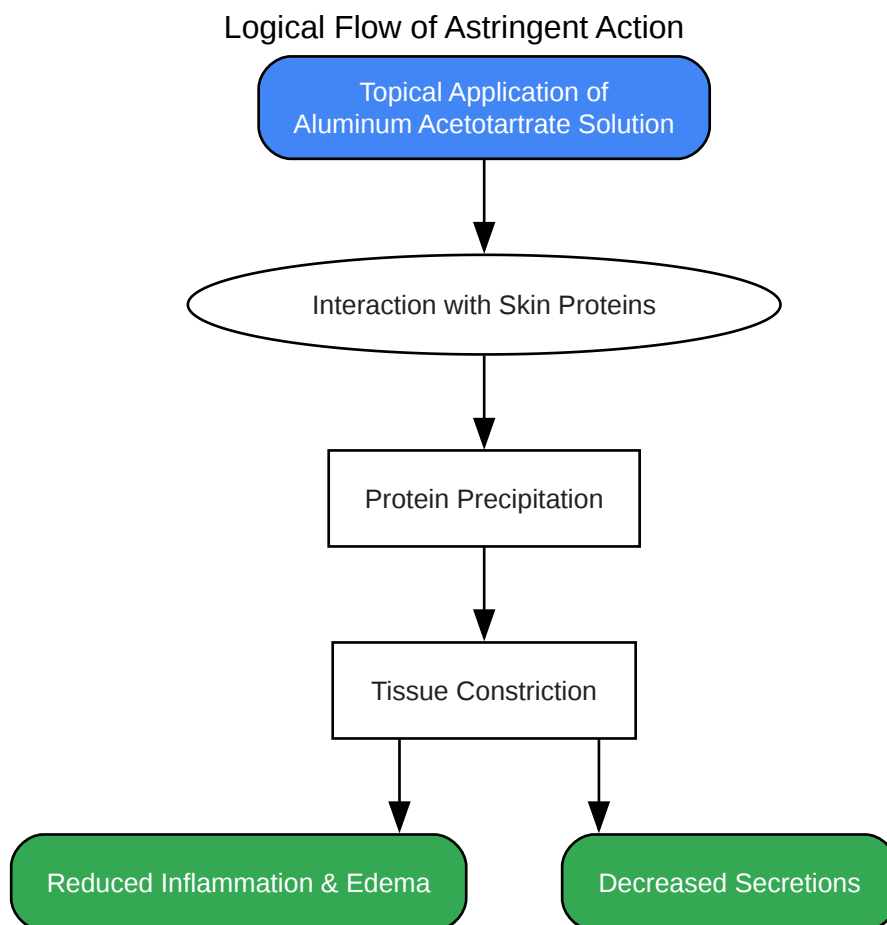 Logical Flow of Astringent Action
Topical Application of
Aluminum Acetotartrate Solution
Interaction with Skin Proteins
Protein Precipitation
Tissue Constriction
Reduced Inflammation & Edema
Decreased Secretions